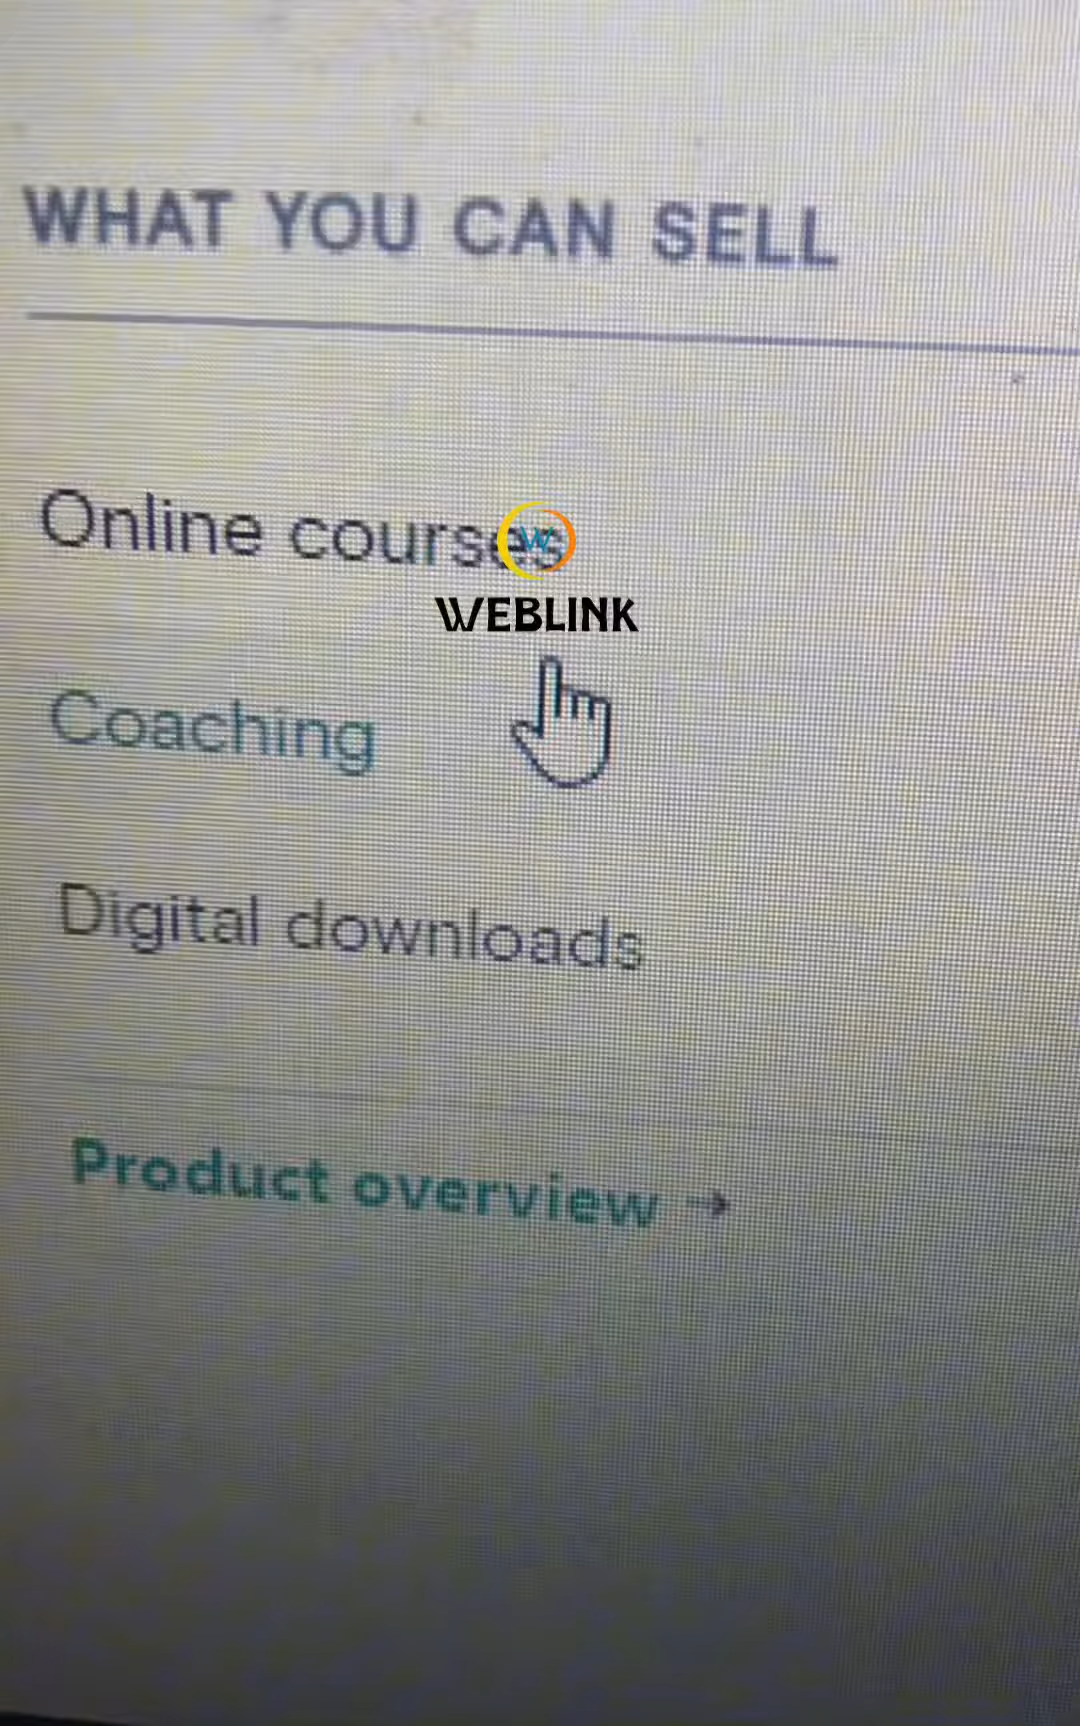 WHAT YOU CAN SELL
Online courses
W
WEBLINK
Coaching
Digital downloads
Product overview →